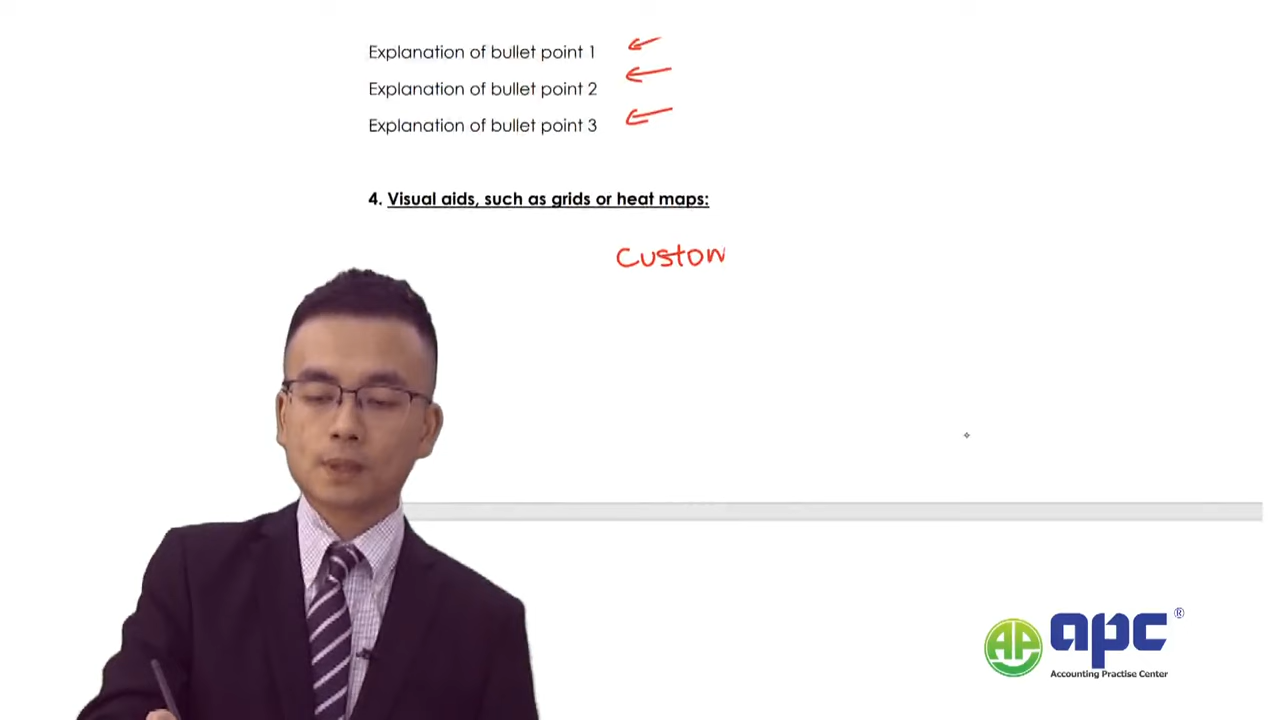 Explanation of bullet point 1
Explanation of bullet point 2
Explanation of bullet point 3
4. Visual aids, such as grids or heat maps:
Custom
AP
apc®
Accounting Practise Center